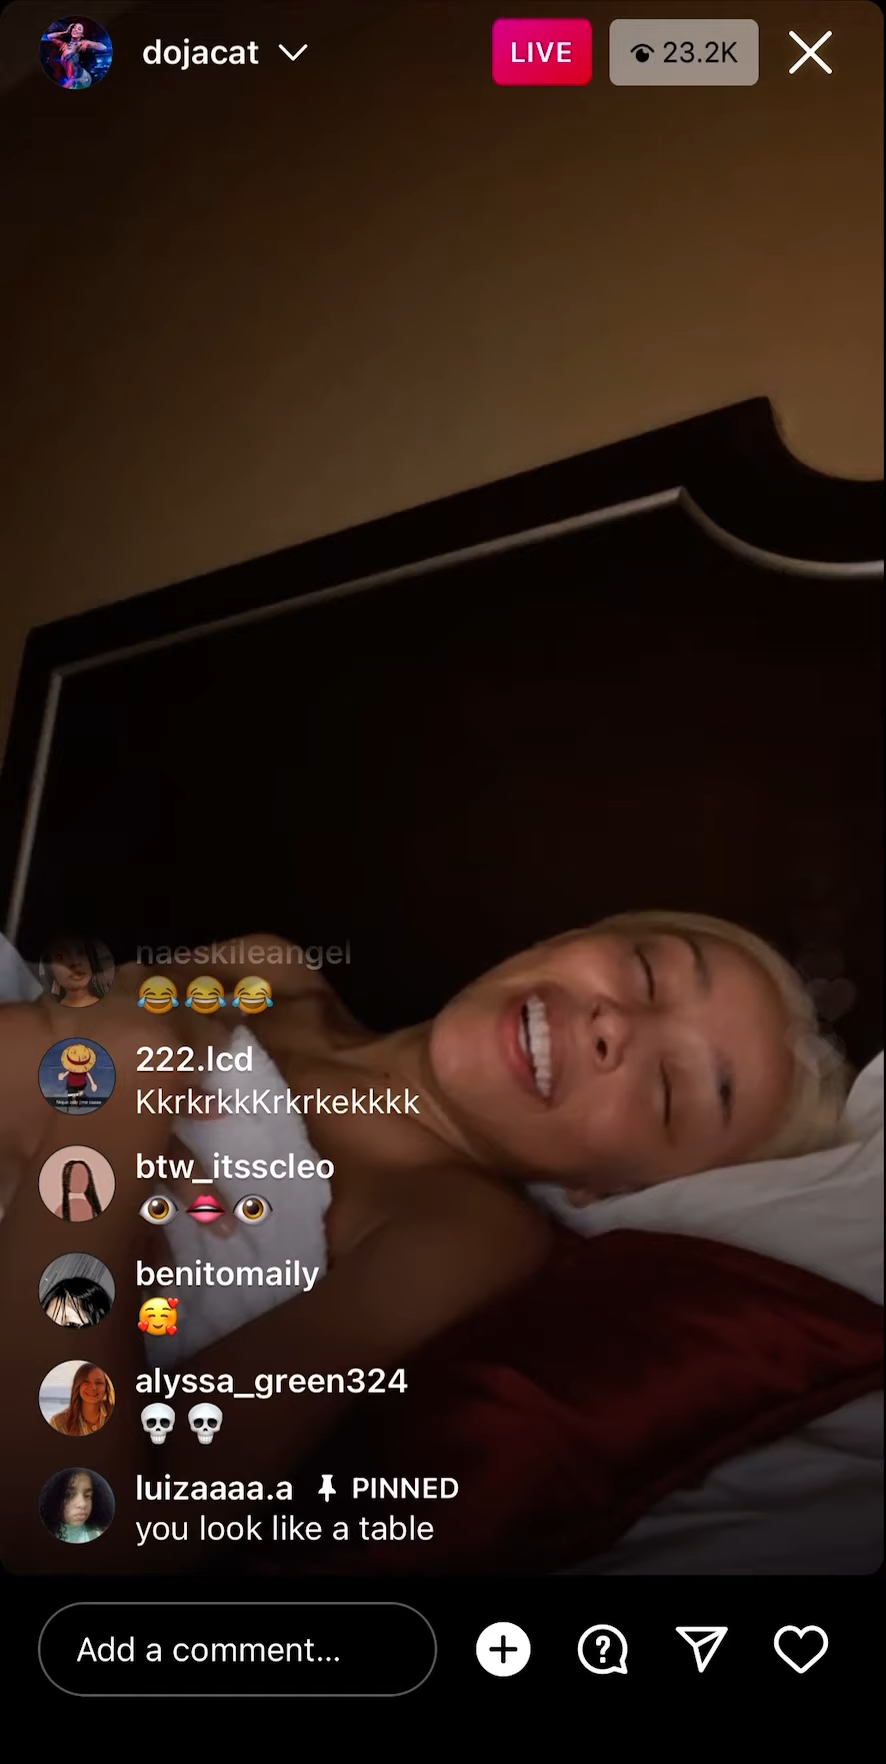 dojacat
LIVE
23.2K
naeskileangel
😂😂😂
222.lcd
KkrkrkkKrkrkekkkk
btw_itsscleo
👁️👄👁️
benitomaily
🥰
alyssa_green324
💀💀
luizaaaa.a PINNED
you look like a table
Add a comment...